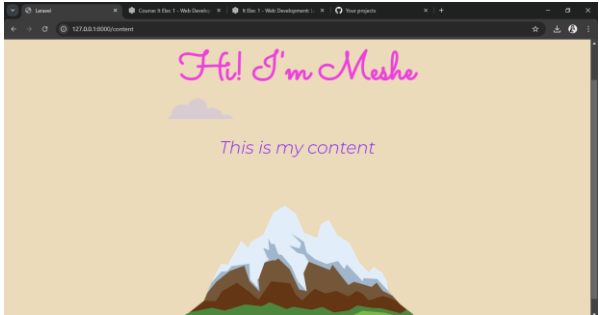 Laravel
Course: It Elec 1 - Web Develop
It Elec 1 - Web Development (
Your projects
127.0.0.1:8000/content
Hi! I'm Meshe
This is my content